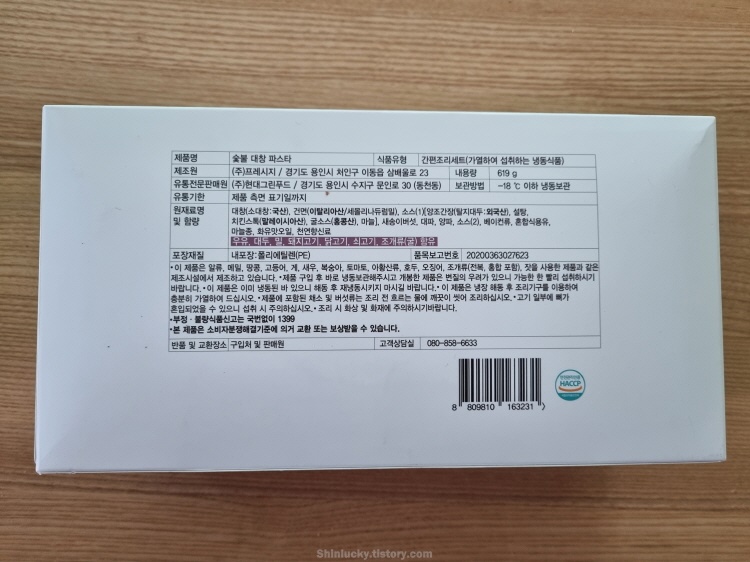 제품명 숯불 대창 파스타 식품유형 간편조리세트(가열하여 섭취하는 냉동식품)
제조원 (주)프레시지 / 경기도 용인시 처인구 이동읍 삼배울로 23 내용량 619 g
유통전문판매원 (주)현대그린푸드 / 경기도 용인시 수지구 문인로 30 (동천동) 보관방법 -18 ℃ 이하 냉동보관
유통기한 제품 측면 표기일까지
원재료명 대창(소대창:국산), 건면(이탈리아산/세몰리나듀럼밀), 소스(1)[양조간장(탈지대두:외국산), 설탕,
및 함량 치킨스톡(말레이시아산), 굴소스(홍콩산), 마늘], 새송이버섯, 대파, 양파, 소스(2), 베이컨류, 혼합식용유,
마늘종, 화유맛오일, 천연향신료
우유, 대두, 밀, 돼지고기, 닭고기, 쇠고기, 조개류(굴) 함유
포장재질 내포장:폴리에틸렌(PE) 품목보고번호 20200363027623
•이 제품은 알류, 메밀, 땅콩, 고등어, 게, 새우, 복숭아, 토마토, 아황산류, 호두, 오징어, 조개류(전복, 홍합 포함), 잣을 사용한 제품과 같은
제조시설에서 제조하고 있습니다. •제품 구입 후 바로 냉동보관해주시고 개봉한 제품은 변질의 우려가 있으니 가능한 한 빨리 섭취하시기
바랍니다. •이 제품은 이미 냉동된 바 있으니 해동 후 재냉동시키지 마시길 바랍니다. •이 제품은 냉장 해동 후 조리기구를 이용하여
충분히 가열하여 드십시오. •제품에 포함된 채소 및 버섯류는 조리 전 흐르는 물에 깨끗이 씻어 조리하십시오. •고기 일부에 뼈가
혼입되었을 수 있으니 섭취 시 주의하십시오. •조리 시 화상 및 화재에 주의하시기바랍니다.
•부정·불량식품신고는 국번없이 1399
•본 제품은 소비자분쟁해결기준에 의거 교환 또는 보상받을 수 있습니다.
반품 및 교환장소 구입처 및 판매원 고객상담실 080-858-6633
HACCP
8 809810 163231
Shinlucky.tistory.com